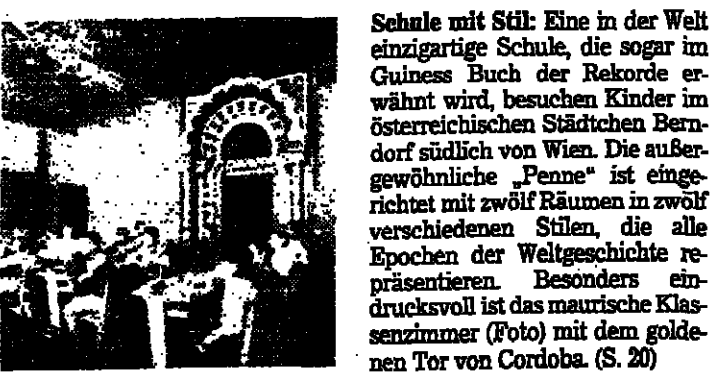 Schule mit Stil: Eine in der Welt
einzigartige Schule, die sogar im
Guiness Buch der Rekorde er-
wähnt wird, besuchen Kinder im
österreichischen Städtchen Bern-
dorf südlich von Wien. Die außer-
gewöhnliche „Penne“ ist einge-
richtet mit zwölf Räumen in zwölf
verschiedenen Stilen, die alle
Epochen der Weltgeschichte re-
präsentieren. Besonders ein-
drucksvoll ist das maurische Klas-
senzimmer (Foto) mit dem golde-
nen Tor von Cordoba. (S. 20)